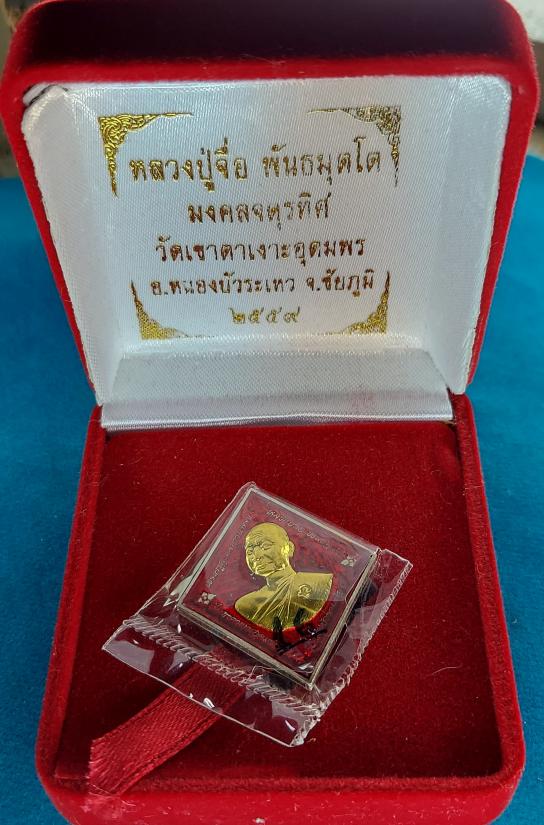 หลวงปู่จื่อ พันธมุตโต
มงคลจตุรทิศ
วัดเขาตาเงาะอุดมพร
อ.หนองบัวระเหว จ.ชัยภูมิ
๒๕๕๙